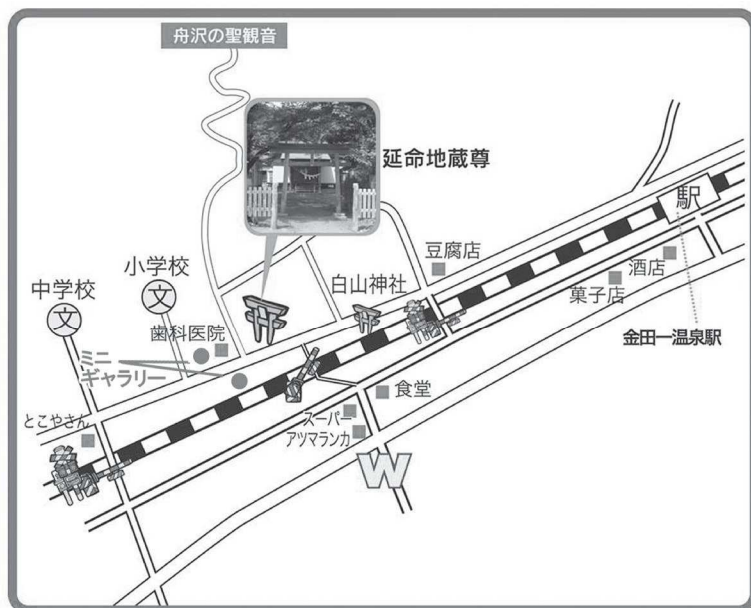 舟沢の聖観音
延命地蔵尊
駅
豆腐店
小学校
文
白山神社
酒店
菓子店
中学校
文
歯科医院
金田一温泉駅
ミニ
ギャラリー
食堂
とこやさん
スーパー
アツマランカ
W